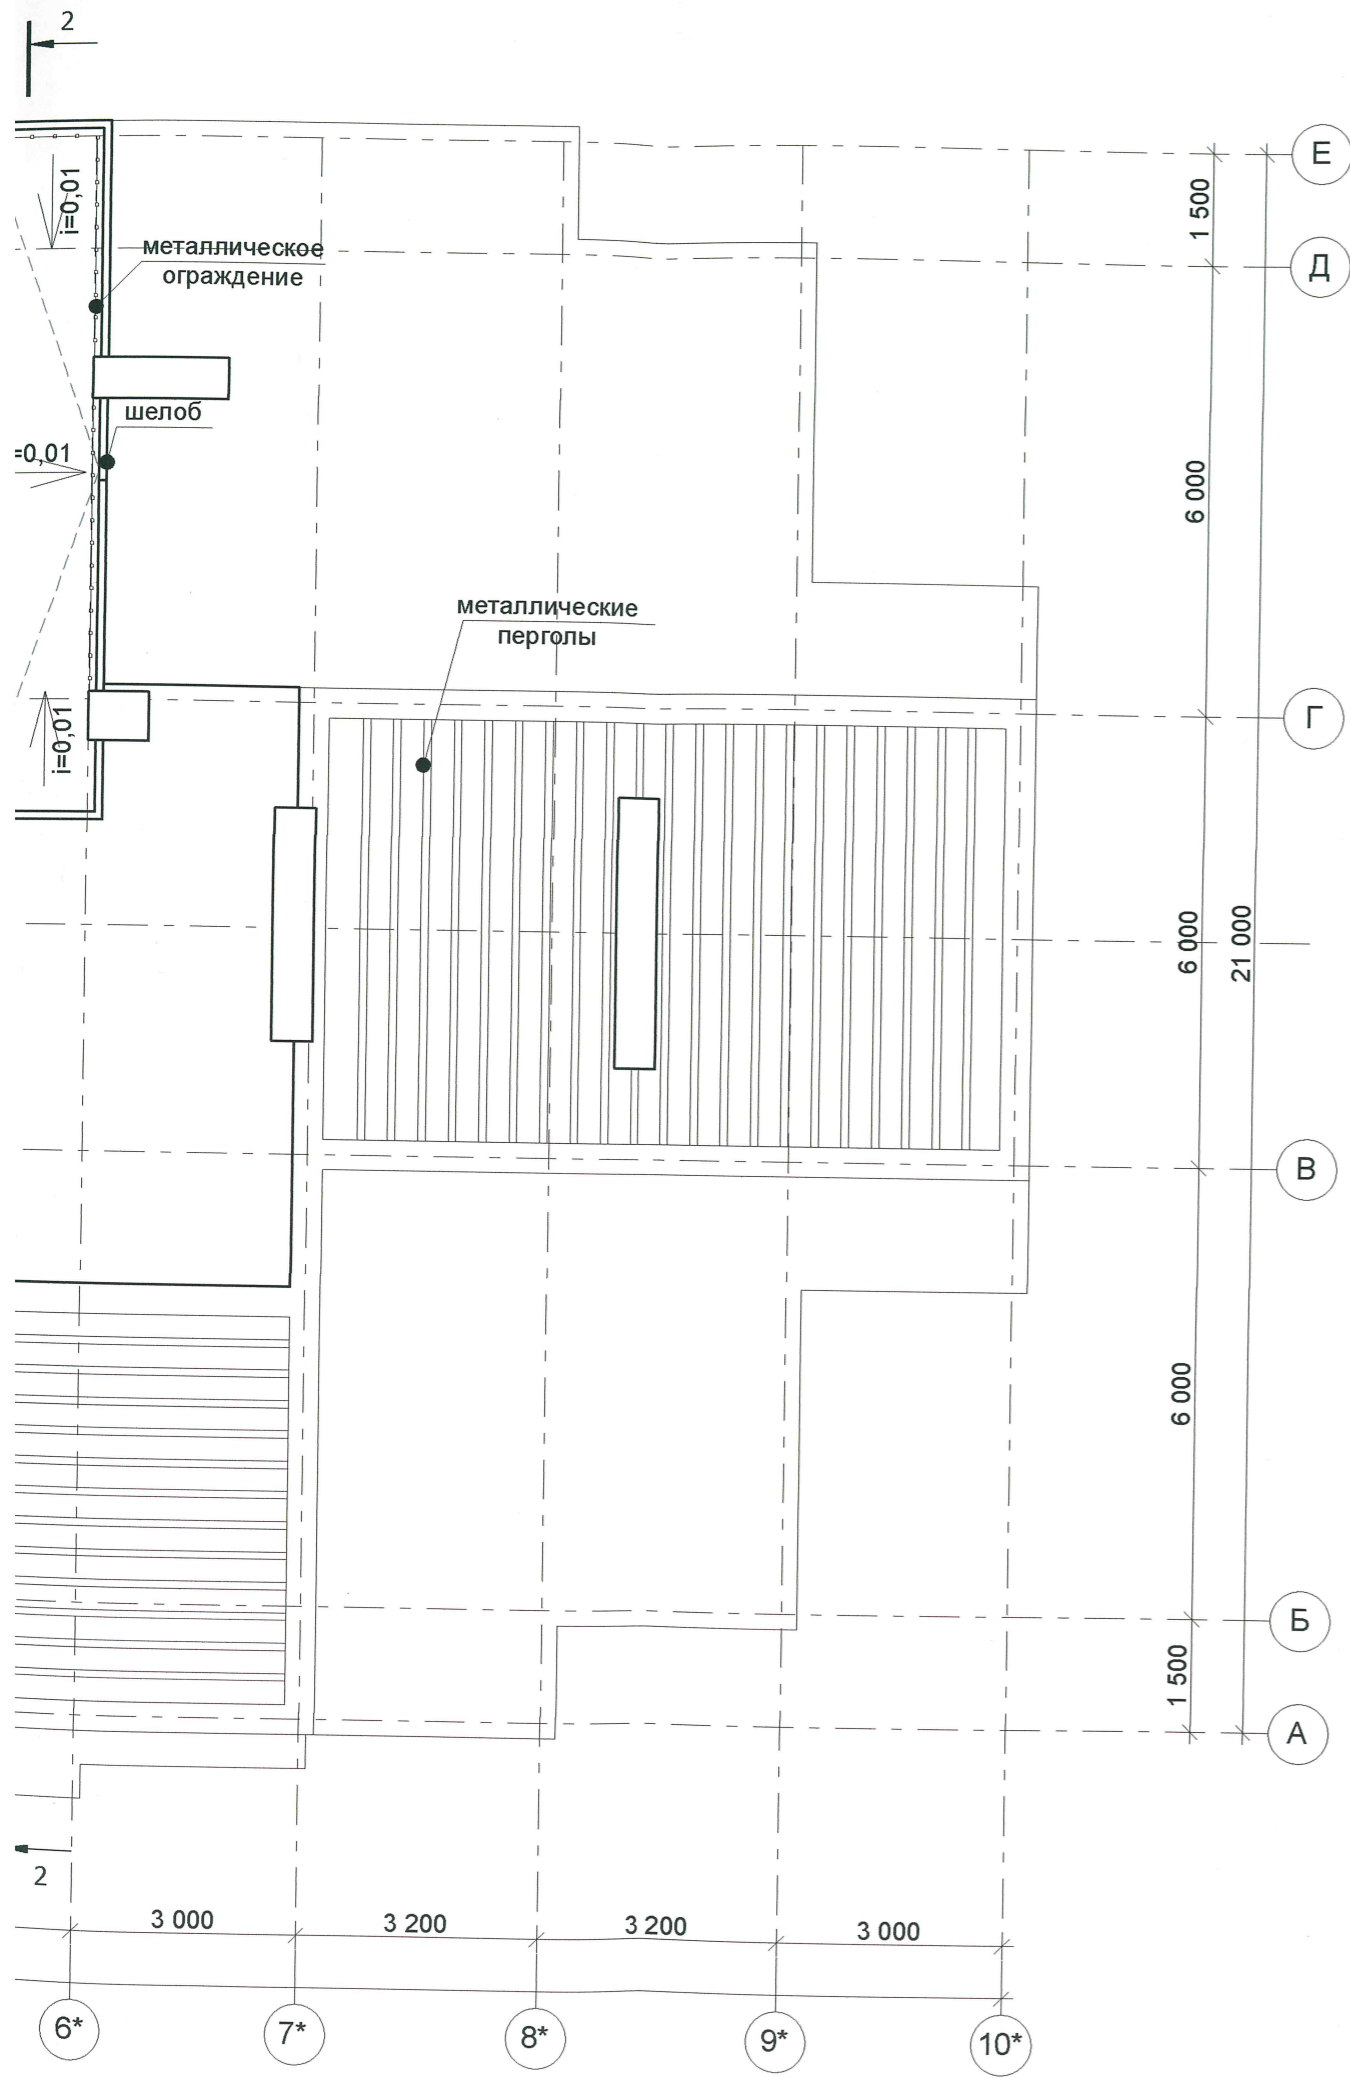 2
Е
1 500
i=0,01
Д
металлическое
ограждение
шелоб
=0,01
6 000
металлические
перголы
i=0,01
Г
6 000
21 000
В
6 000
Б
1 500
А
2
3 000
3 200
3 200
3 000
6*
7*
8*
9*
10*